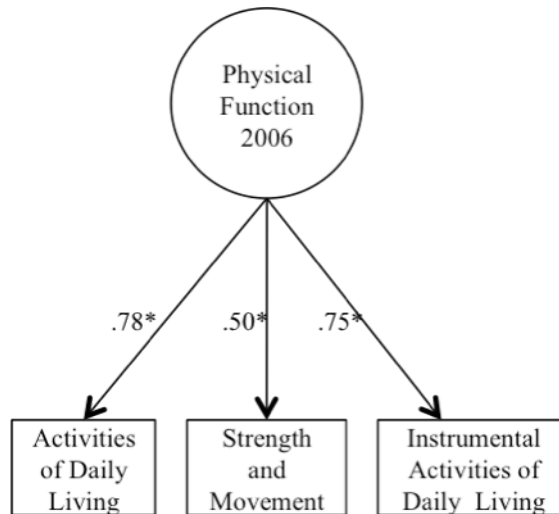 Physical
Function
2006
.78*
.50*
.75*
Activities
of Daily
Living
Strength
and
Movement
Instrumental
Activities of
Daily Living